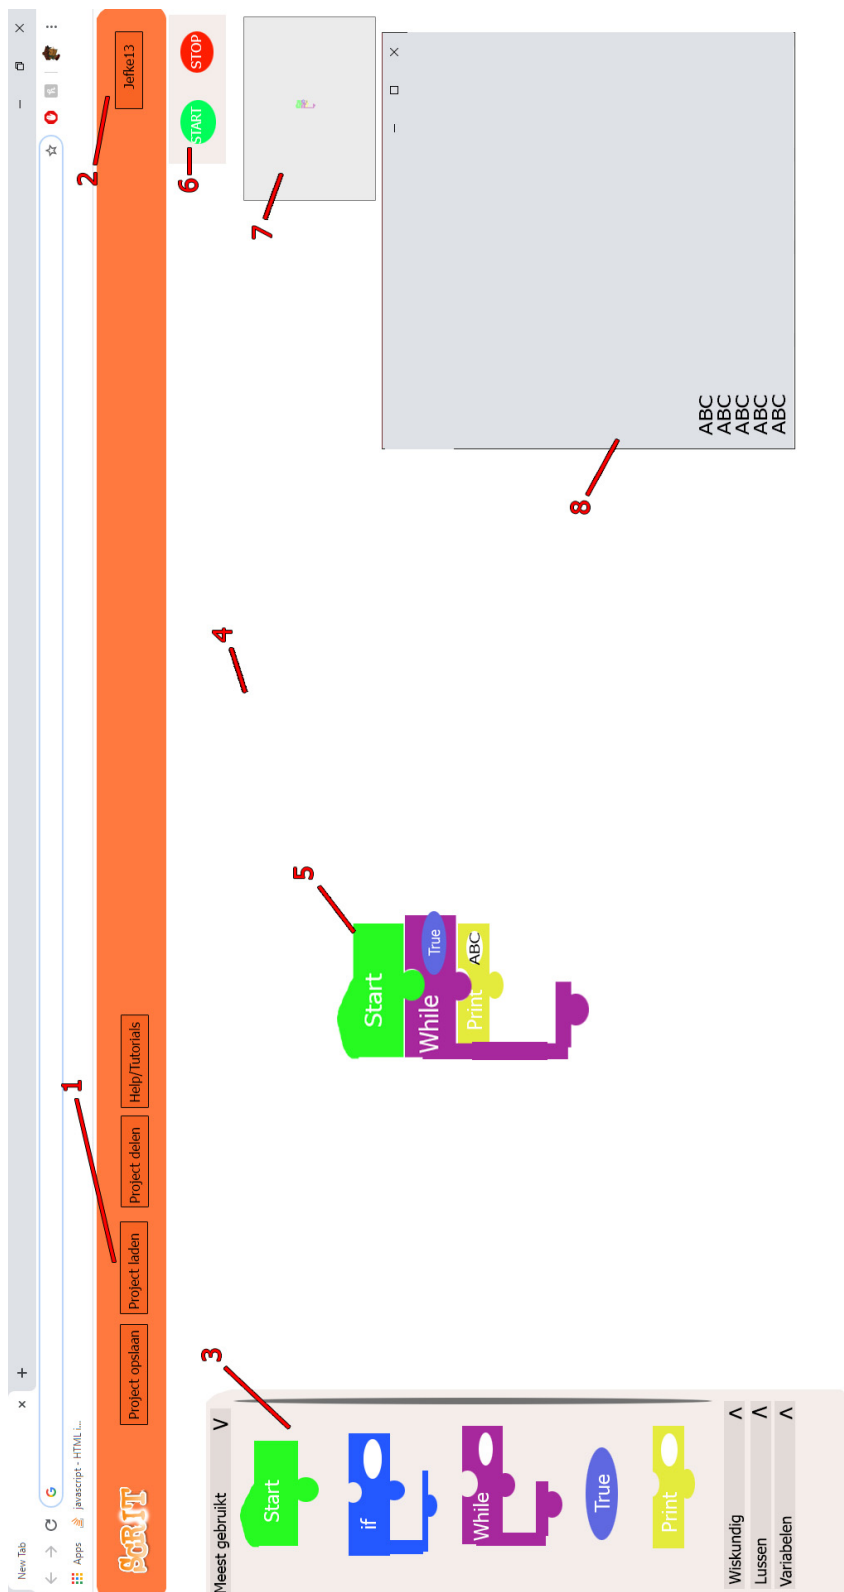 New Tab
Apps
javascript - HTML i...
SCRIT
Project opslaan
Project laden
Project delen
Help/Tutorials
Jefke13
1
2
START
STOP
6
7
3
4
5
8
Meest gebruikt
Start
if
While
True
Print
Wiskundig
Lussen
Variabelen
Start
While True
Print ABC
ABC
ABC
ABC
ABC
ABC